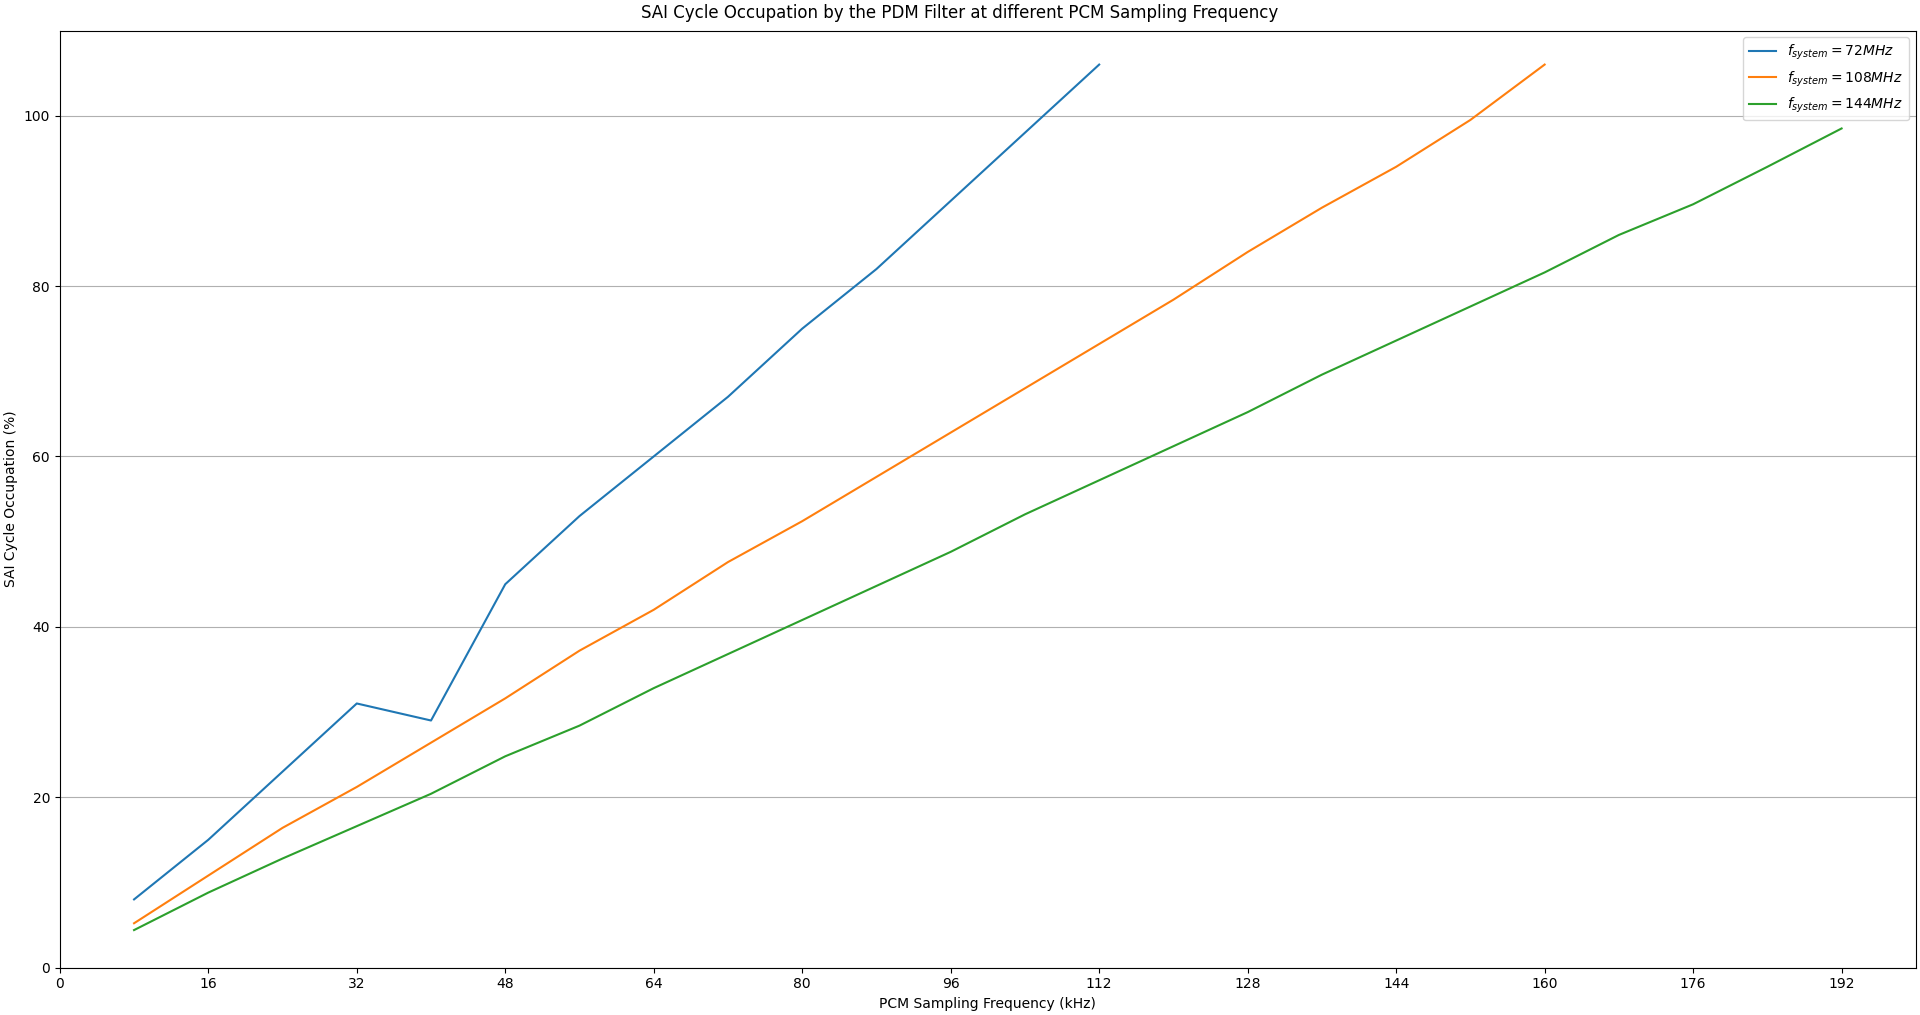 SAI Cycle Occupation by the PDM Filter at different PCM Sampling Frequency
f_system = 72MHz
f_system = 108MHz
f_system = 144MHz
100
80
60
40
20
0
SAI Cycle Occupation (%)
0 16 32 48 64 80 96 112 128 144 160 176 192
PCM Sampling Frequency (kHz)